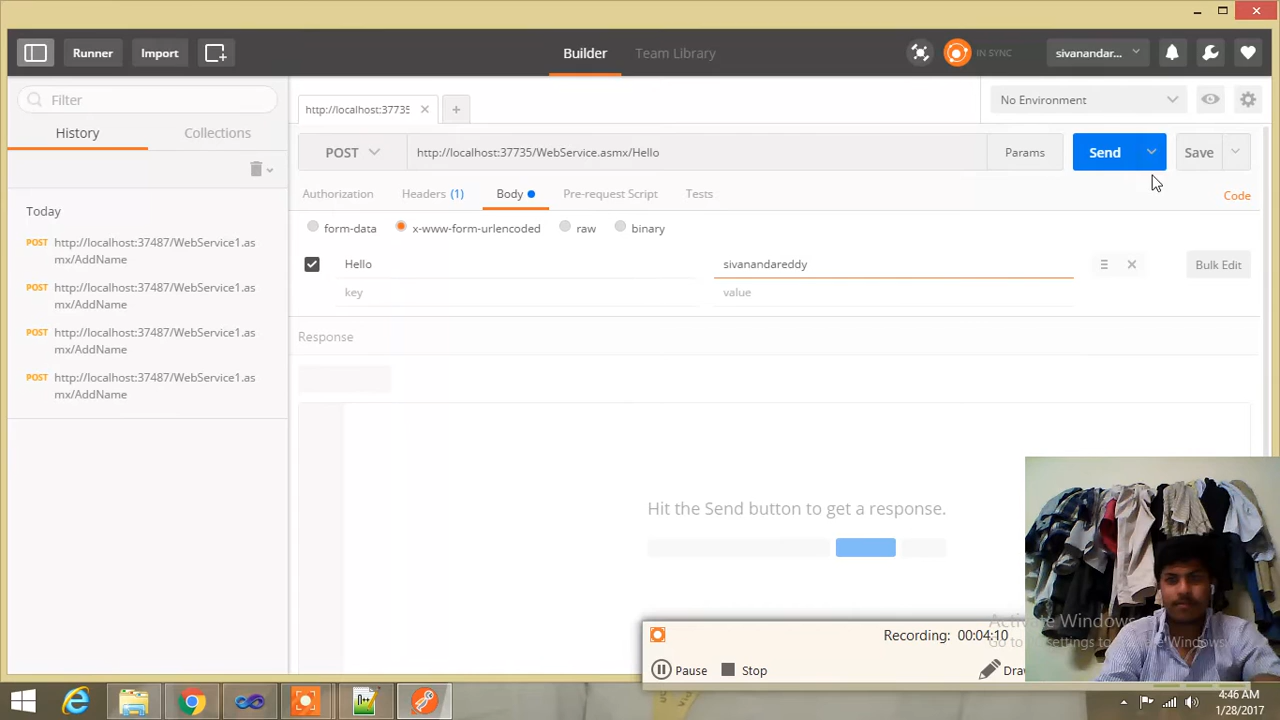 Runner
Import
Builder
Team Library
IN SYNC
sivanandar...
Filter
History
Collections
Today
POST http://localhost:37487/WebService1.as
mx/AddName
POST http://localhost:37487/WebService1.as
mx/AddName
POST http://localhost:37487/WebService1.as
mx/AddName
POST http://localhost:37487/WebService1.as
mx/AddName
http://localhost:37735
No Environment
POST http://localhost:37735/WebService.asmx/Hello Params Send Save
Authorization Headers (1) Body Pre-request Script Tests Code
form-data x-www-form-urlencoded raw binary
Hello sivanandareddy Bulk Edit
key value
Response
Hit the Send button to get a response.
Activate Windows
Recording: 00:04:10
Pause Stop
4:46 AM
1/28/2017